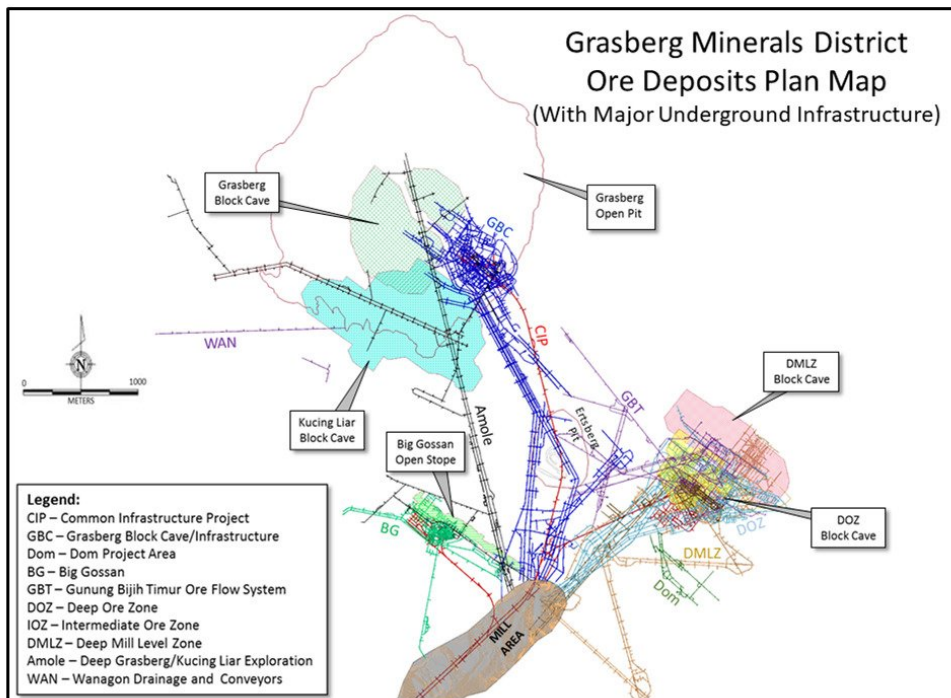 Grasberg Minerals District
Ore Deposits Plan Map
(With Major Underground Infrastructure)
Grasberg
Block Cave
Grasberg
Open Pit
GBC
CIP
WAN
N
0
1000
METERS
Kucing Liar
Block Cave
Amole
GBT
Ertsberg
Pit
DMLZ
Block Cave
Big Gossan
Open Stope
BG
DOZ
DOZ
Block Cave
DMLZ
Dom
MILL
AREA
Legend:
CIP – Common Infrastructure Project
GBC – Grasberg Block Cave/Infrastructure
Dom – Dom Project Area
BG – Big Gossan
GBT – Gunung Bijih Timur Ore Flow System
DOZ – Deep Ore Zone
IOZ – Intermediate Ore Zone
DMLZ – Deep Mill Level Zone
Amole – Deep Grasberg/Kucing Liar Exploration
WAN – Wanagon Drainage and Conveyors